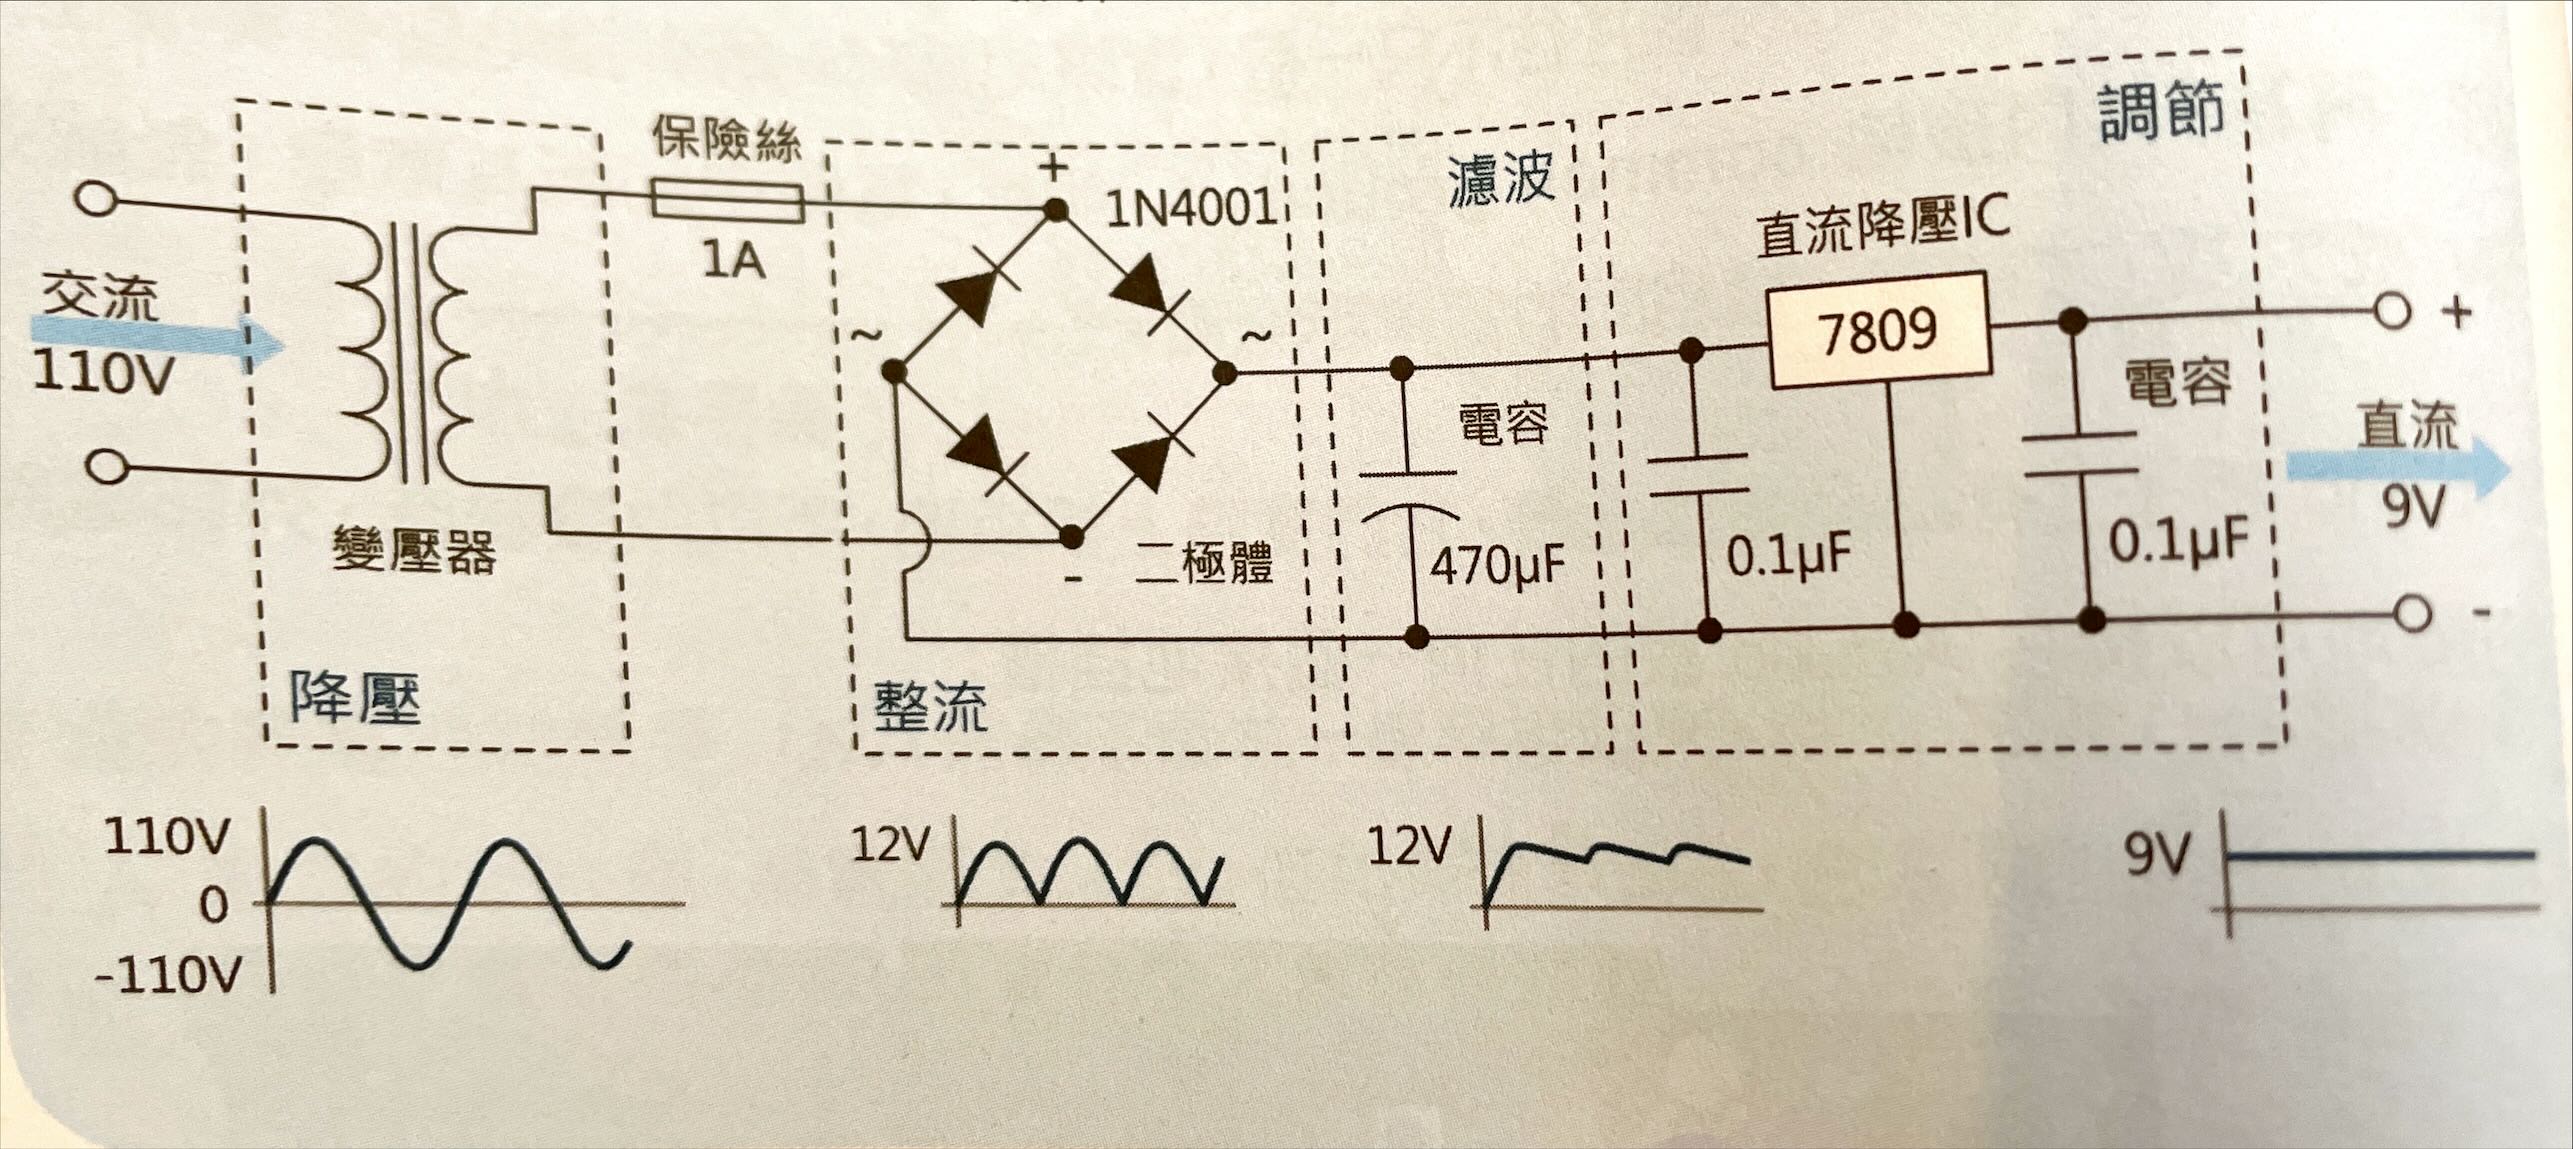 交流
110V
變壓器
降壓
保險絲
1A
+
1N4001
~
~
-
二極體
整流
濾波
電容
470μF
調節
直流降壓IC
7809
0.1μF
電容
0.1μF
+
直流
9V
-
110V
0
-110V
12V
12V
9V